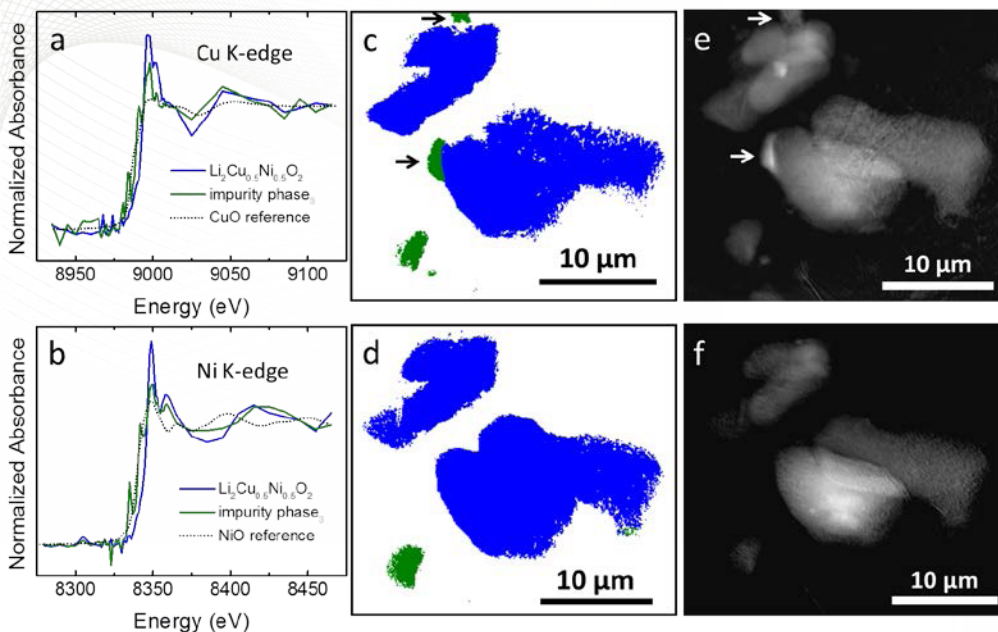 a
Cu K-edge
Normalized Absorbance
Li₂Cu₀.₅Ni₀.₅O₂
impurity phase₃
CuO reference
8950 9000 9050 9100
Energy (eV)
c
10 µm
e
10 µm
b
Ni K-edge
Normalized Absorbance
Li₂Cu₀.₅Ni₀.₅O₂
impurity phase₃
NiO reference
8300 8350 8400 8450
Energy (eV)
d
10 µm
f
10 µm